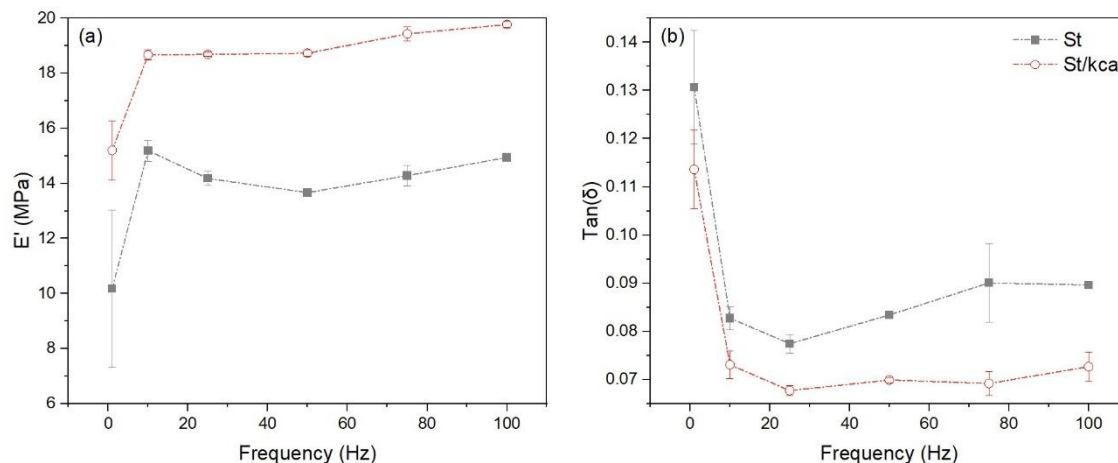 (a)
E' (MPa)
20
18
16
14
12
10
8
6
0 20 40 60 80 100
Frequency (Hz)
(b)
St
St/kca
Tan(δ)
0.14
0.13
0.12
0.11
0.10
0.09
0.08
0.07
0 20 40 60 80 100
Frequency (Hz)